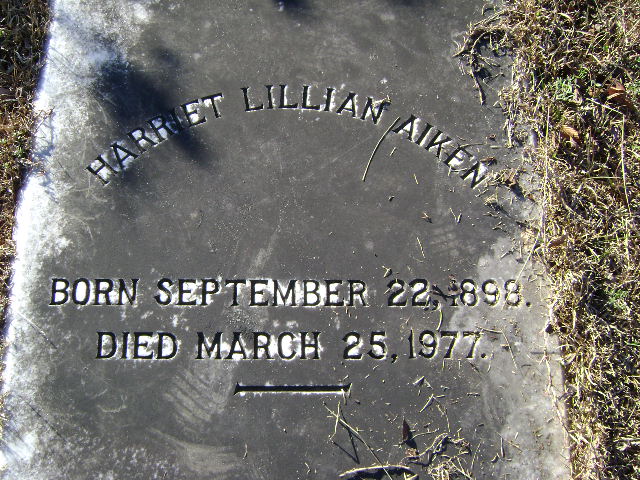 HARRIET LILLIAN AIKEN
BORN SEPTEMBER 22, 1898.
DIED MARCH 25, 1977.